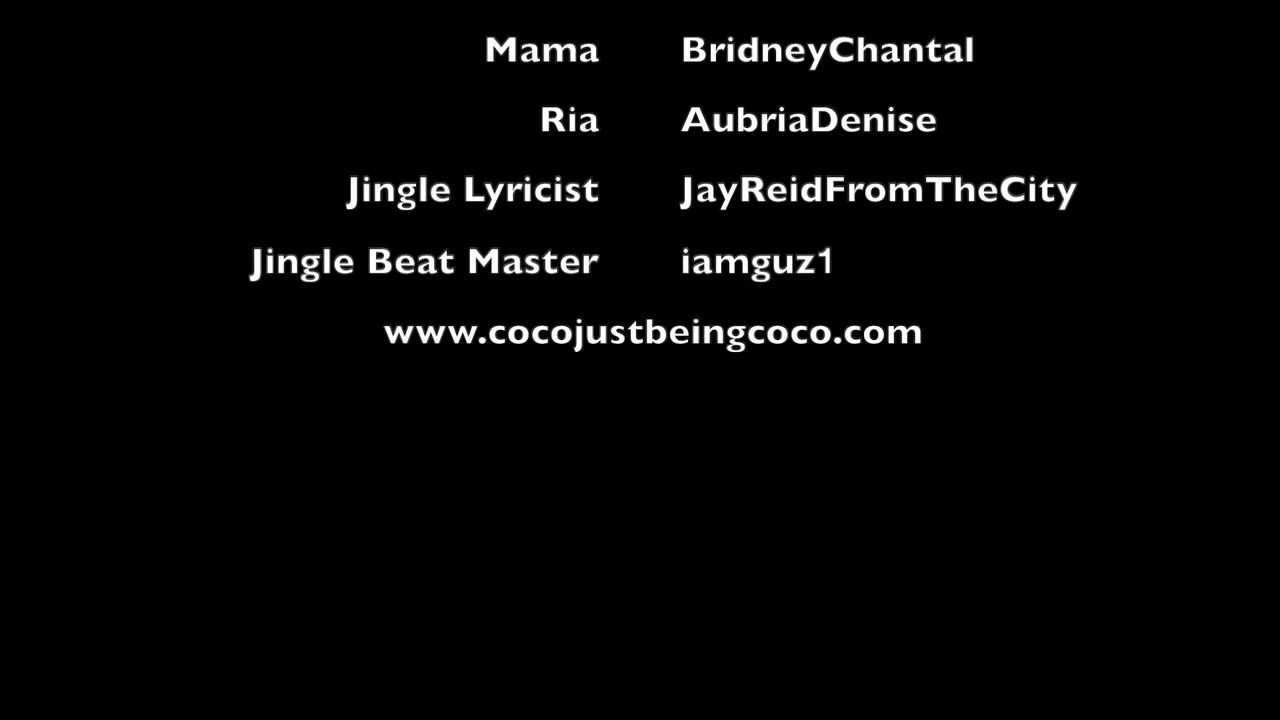 Mama BridneyChantal
Ria AubriaDenise
Jingle Lyricist JayReidFromTheCity
Jingle Beat Master iamguz1
www.cocojustbeingcoco.com